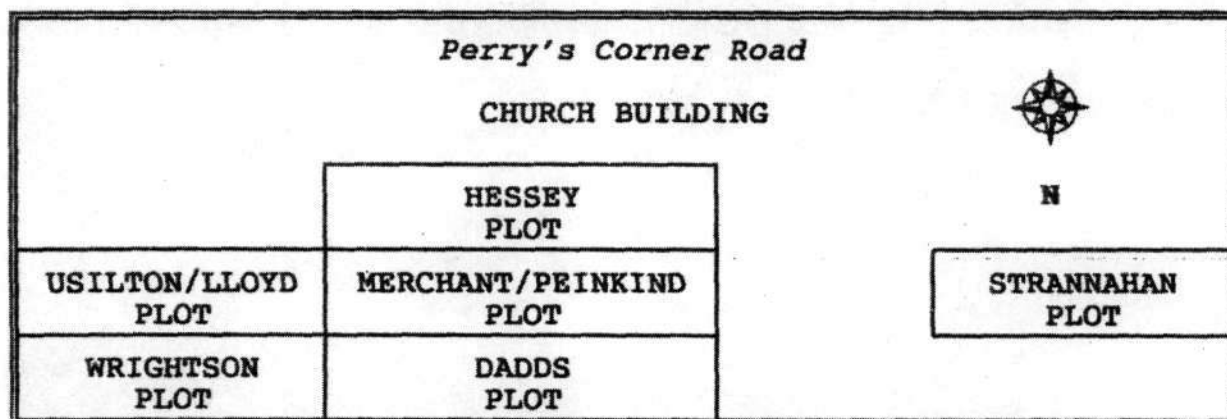 Perry's Corner Road
CHURCH BUILDING
HESSEY
PLOT
N
USILTON/LLOYD
PLOT
MERCHANT/PEINKIND
PLOT
STRANNAHAN
PLOT
WRIGHTSON
PLOT
DADDS
PLOT